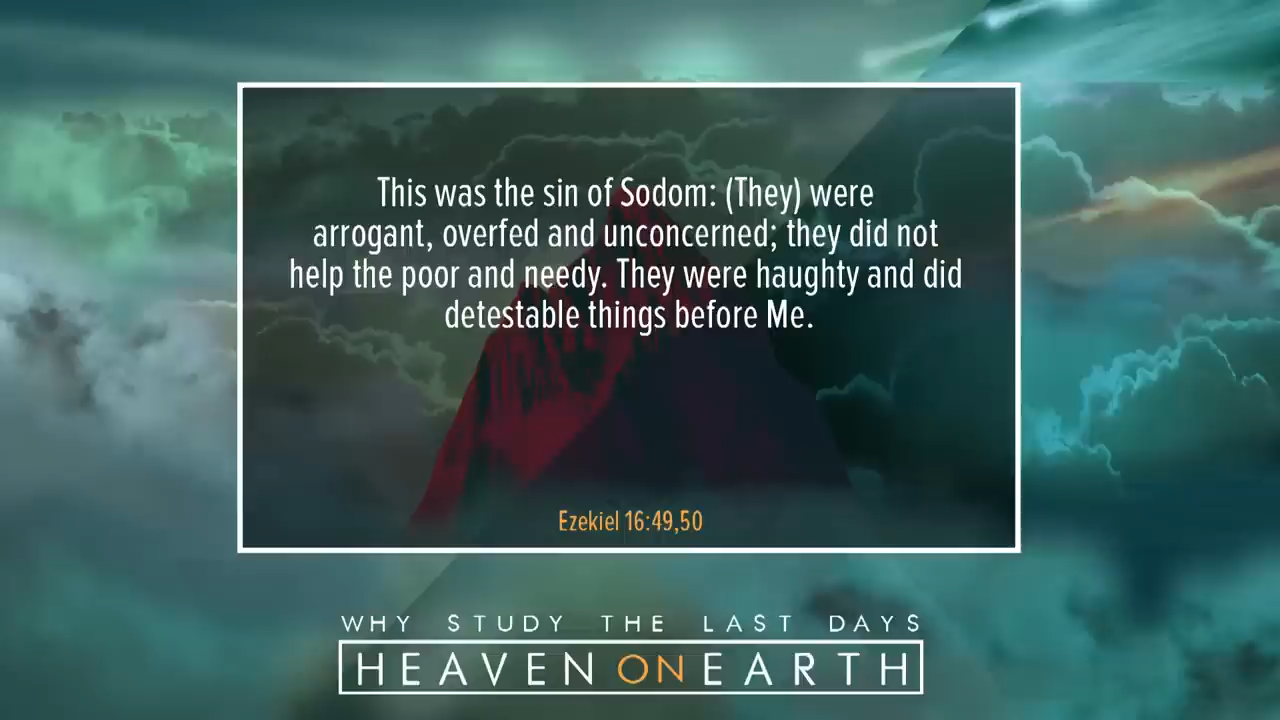 This was the sin of Sodom: (They) were
arrogant, overfed and unconcerned; they did not
help the poor and needy. They were haughty and did
detestable things before Me.
Ezekiel 16:49,50
WHY STUDY THE LAST DAYS
HEAVEN ON EARTH